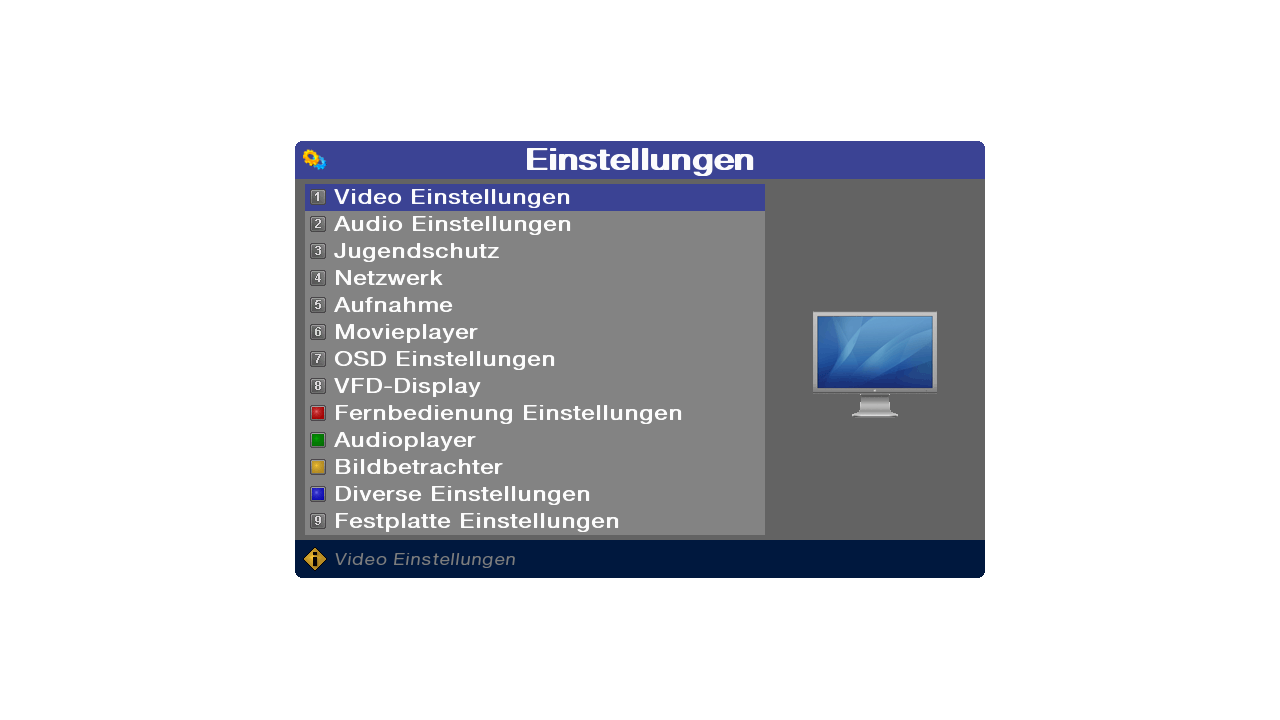 Einstellungen
1 Video Einstellungen
2 Audio Einstellungen
3 Jugendschutz
4 Netzwerk
5 Aufnahme
6 Movieplayer
7 OSD Einstellungen
8 VFD-Display
Fernbedienung Einstellungen
Audioplayer
Bildbetrachter
Diverse Einstellungen
9 Festplatte Einstellungen
Video Einstellungen